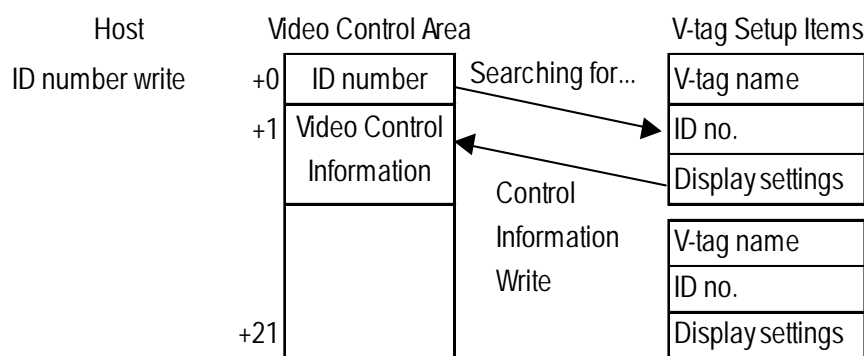 Host Video Control Area V-tag Setup Items
ID number write +0 ID number Searching for... V-tag name
+1 Video Control ID no.
Information Display settings
Control
Information V-tag name
Write ID no.
+21 Display settings